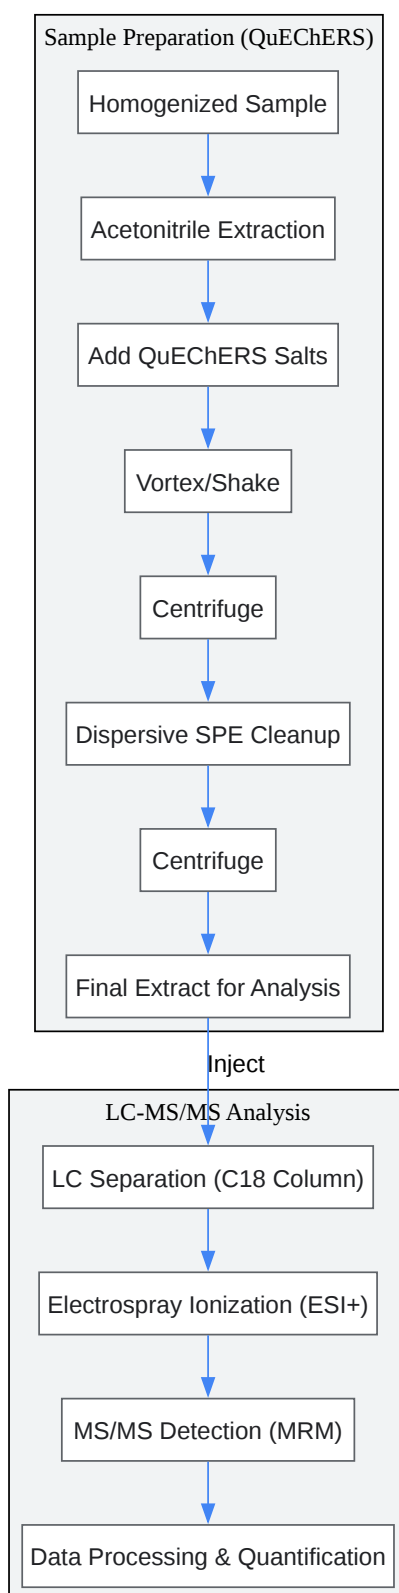 Sample Preparation (QuEChERS)
Homogenized Sample
Acetonitrile Extraction
Add QuEChERS Salts
Vortex/Shake
Centrifuge
Dispersive SPE Cleanup
Centrifuge
Final Extract for Analysis
Inject
LC-MS/MS Analysis
LC Separation (C18 Column)
Electrospray Ionization (ESI+)
MS/MS Detection (MRM)
Data Processing & Quantification